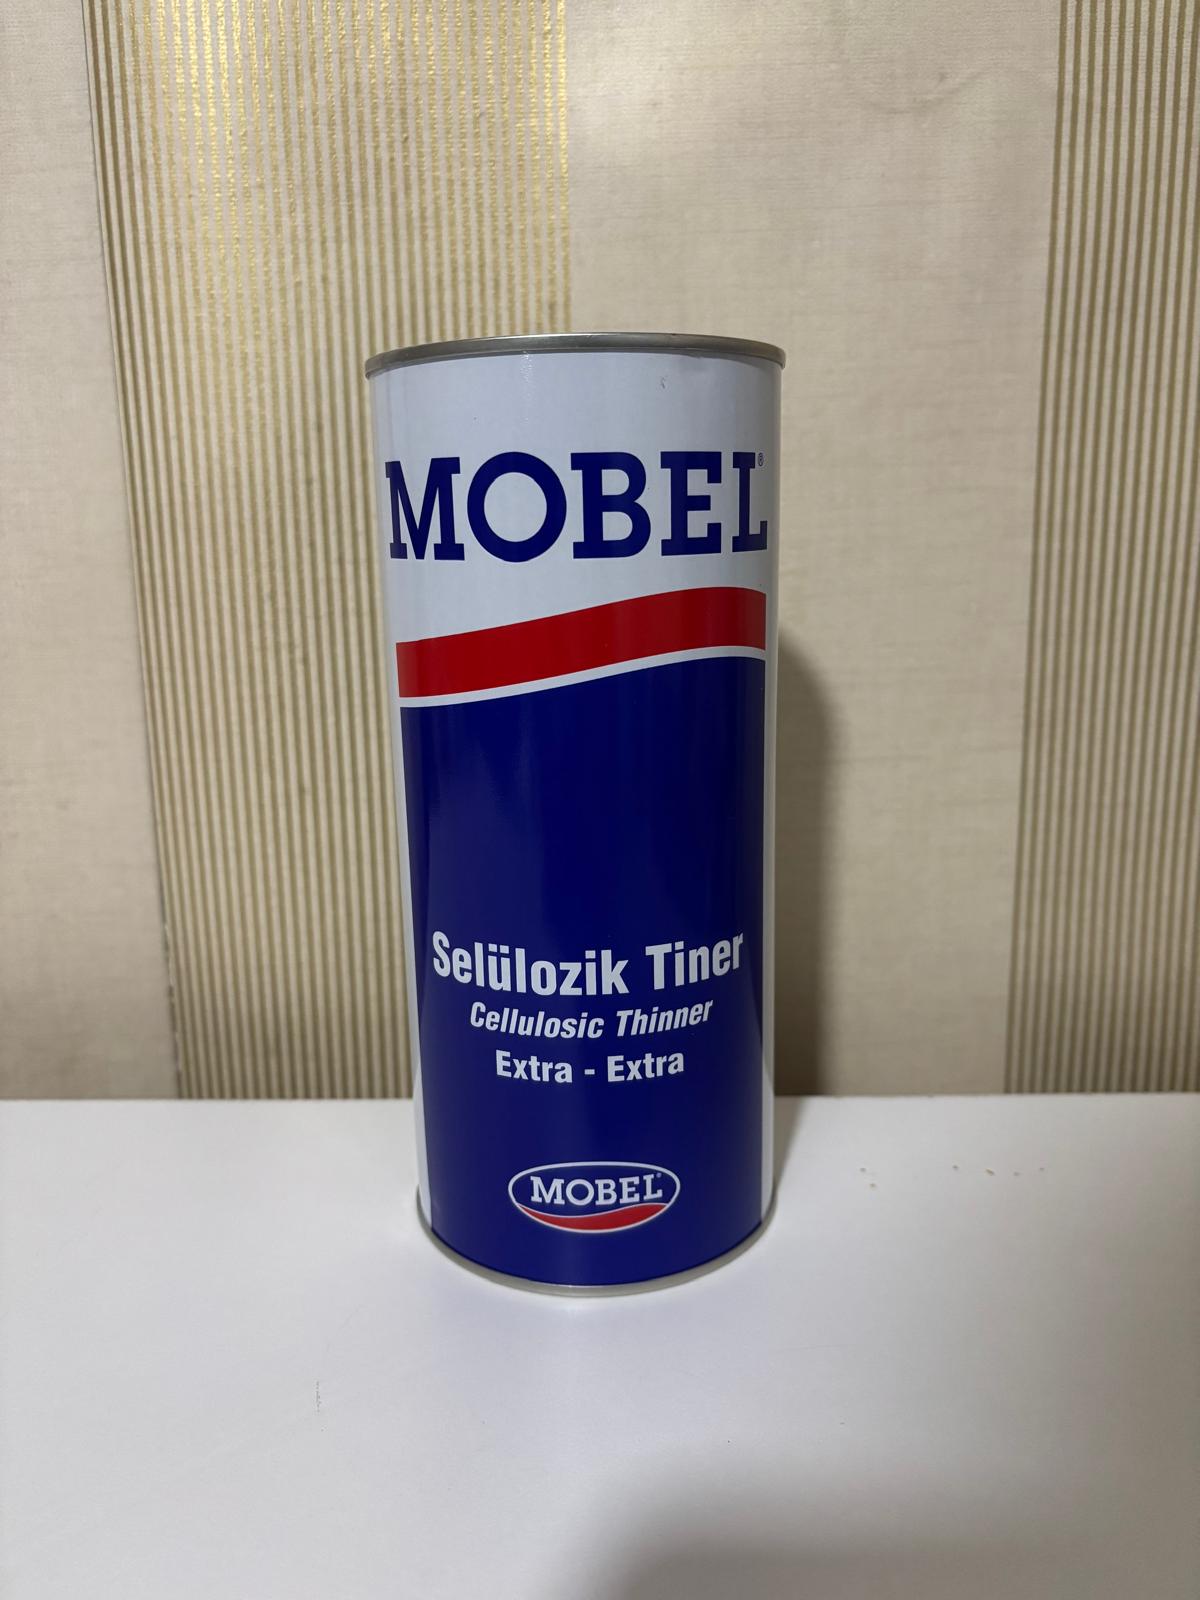 MOBEL®
Selülozik Tiner
Cellulosic Thinner
Extra - Extra
MOBEL®